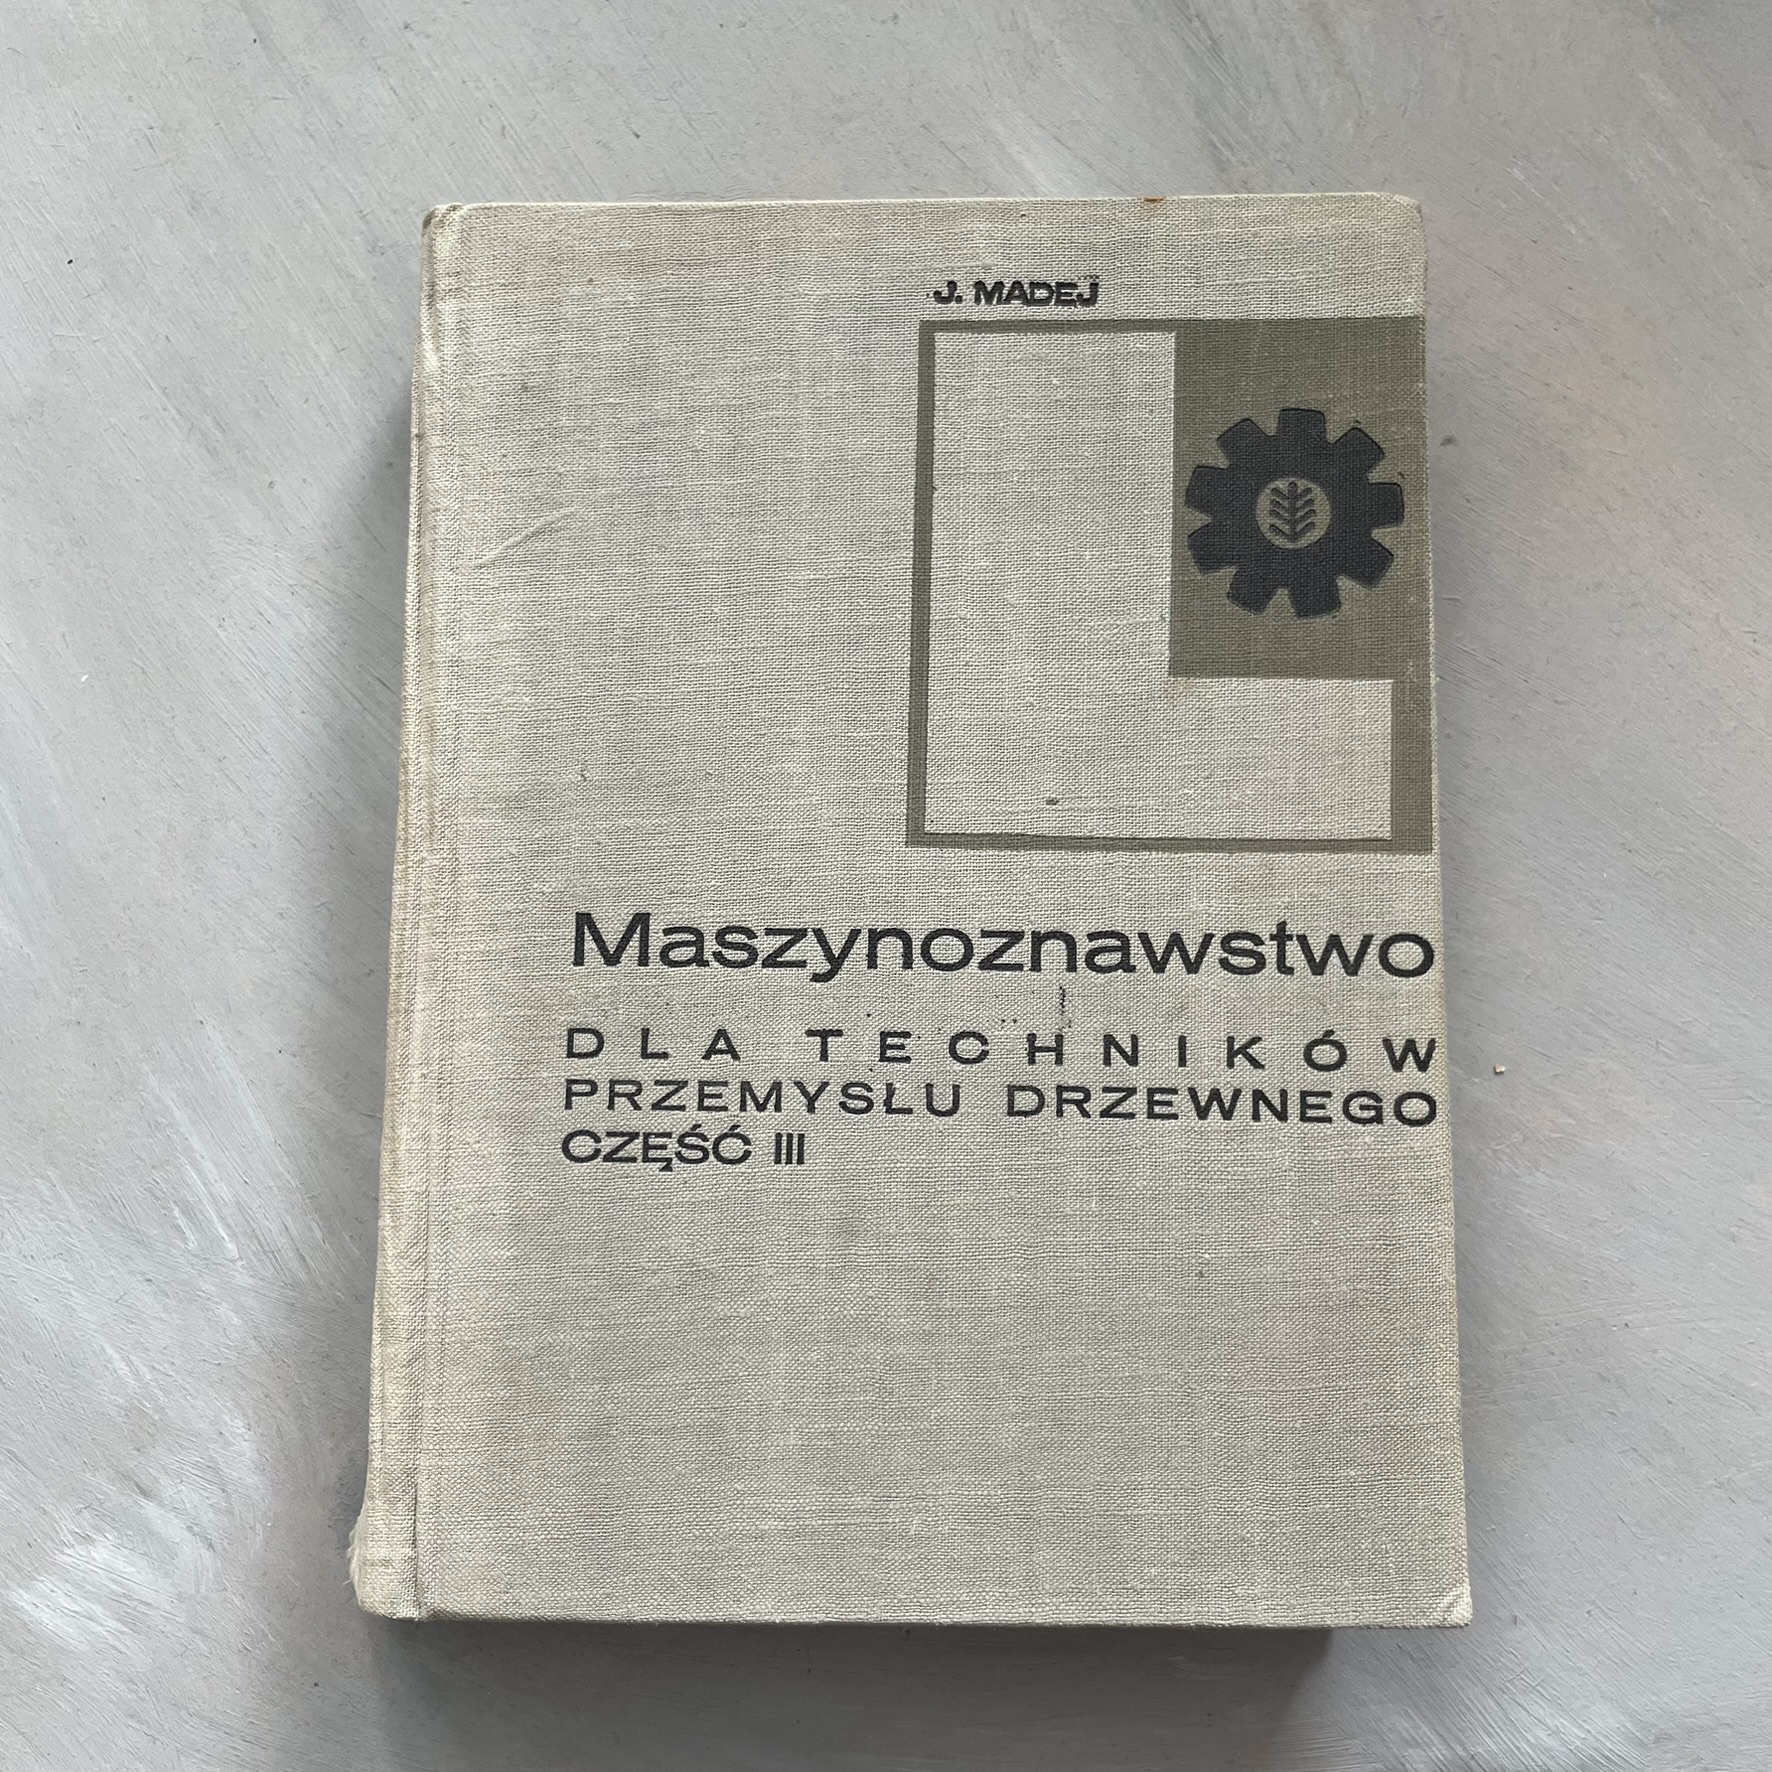 J. MADEJ
Maszynoznawstwo
DLA TECHNIKÓW
PRZEMYSŁU DRZEWNEGO
CZĘŚĆ III